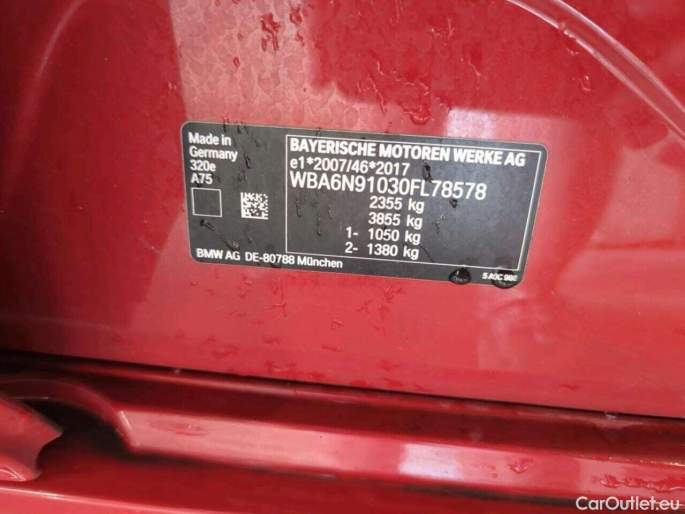 Made in
Germany
320e
A75
BAYERISCHE MOTOREN WERKE AG
e1*2007/46*2017
WBA6N91030FL78578
2355 kg
3855 kg
1- 1050 kg
2- 1380 kg
BMW AG DE-80788 München
CarOutlet.eu